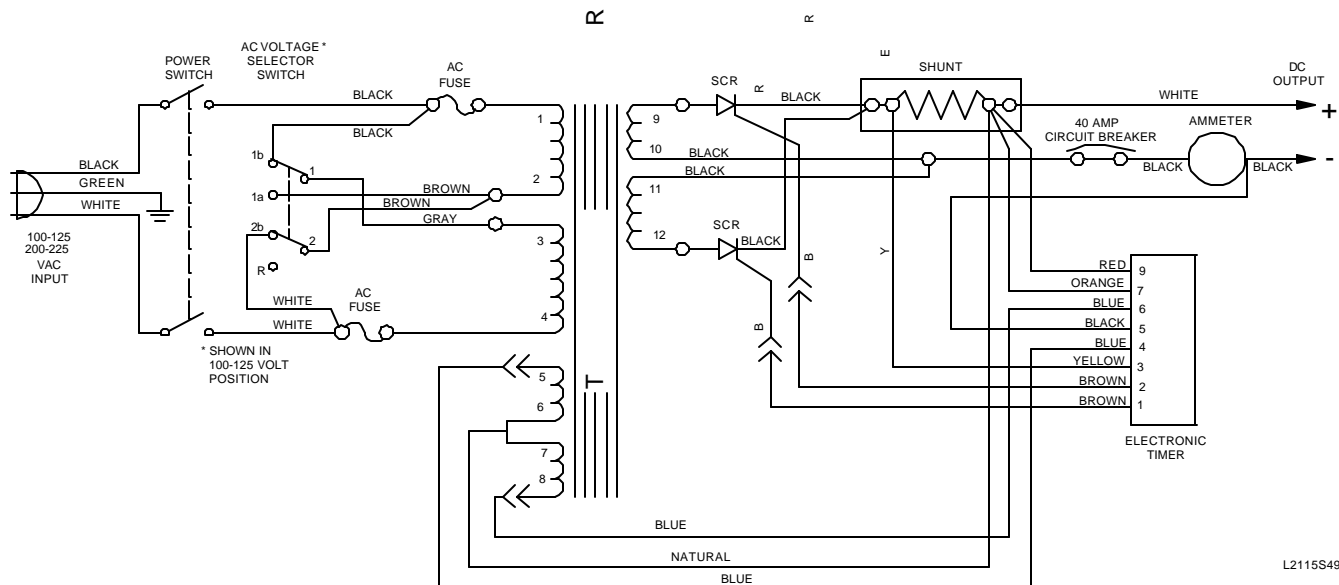 R
R
E
R
POWER
SWITCH
AC VOLTAGE *
SELECTOR
SWITCH
AC
FUSE
BLACK
BLACK
1b
1
1a
BROWN
BROWN
GRAY
2b
2
R
BLACK
GREEN
WHITE
100-125
200-225
VAC
INPUT
WHITE
WHITE
AC
FUSE
* SHOWN IN
100-125 VOLT
POSITION
1
2
3
4
T
5
6
7
8
9
10
11
12
SCR
BLACK
SCR
BLACK
BLACK
BLACK
SHUNT
WHITE
DC
OUTPUT
+
-
40 AMP
CIRCUIT BREAKER
AMMETER
BLACK
BLACK
B
B
Y
RED 9
ORANGE 7
BLUE 6
BLACK 5
BLUE 4
YELLOW 3
BROWN 2
BROWN 1
ELECTRONIC
TIMER
BLUE
NATURAL
BLUE
L2115S49